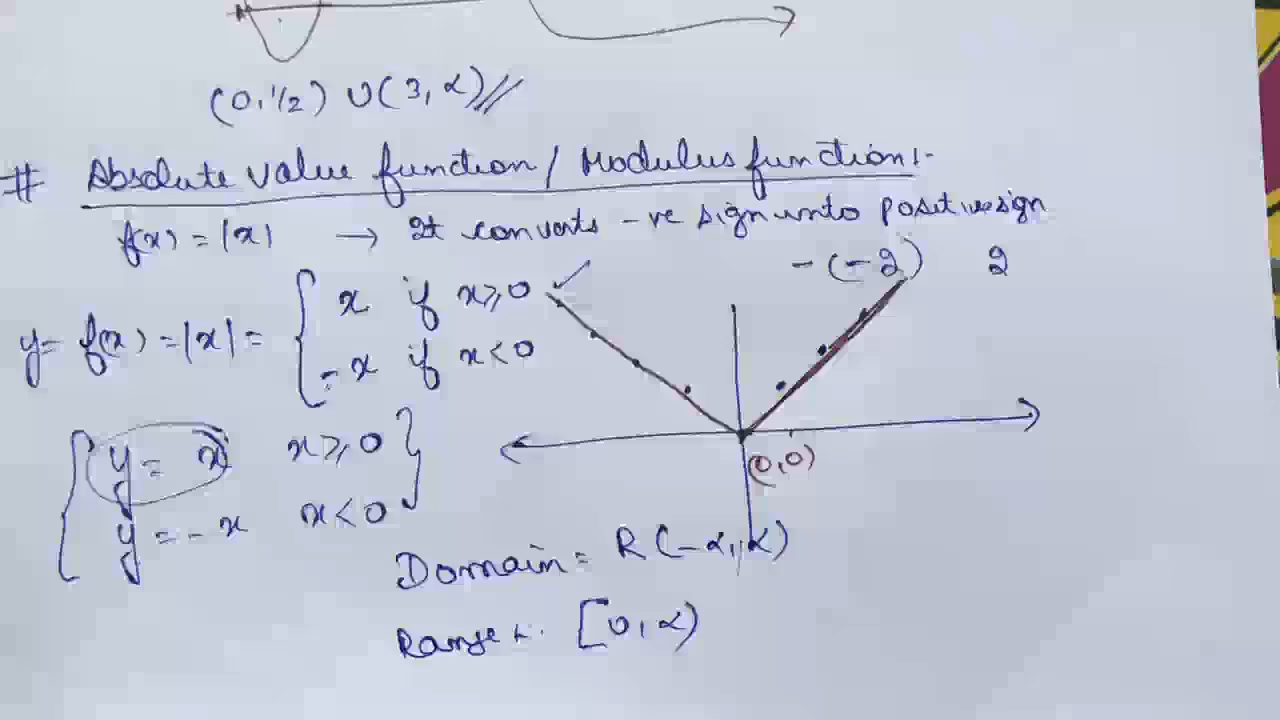 (0,1/2) ∪ (3, ∝)//
# Absolute value function / Modulus function:-
f(x) = |x| → It converts -ve sign into positive sign
-(-2) 2
y = f(x) = |x| = { x if x≥0
-x if x<0
{ y = x x≥0 }
y = -x x<0
(0,0)
Domain = R (-∝, ∝)
Range :- [0, ∝)